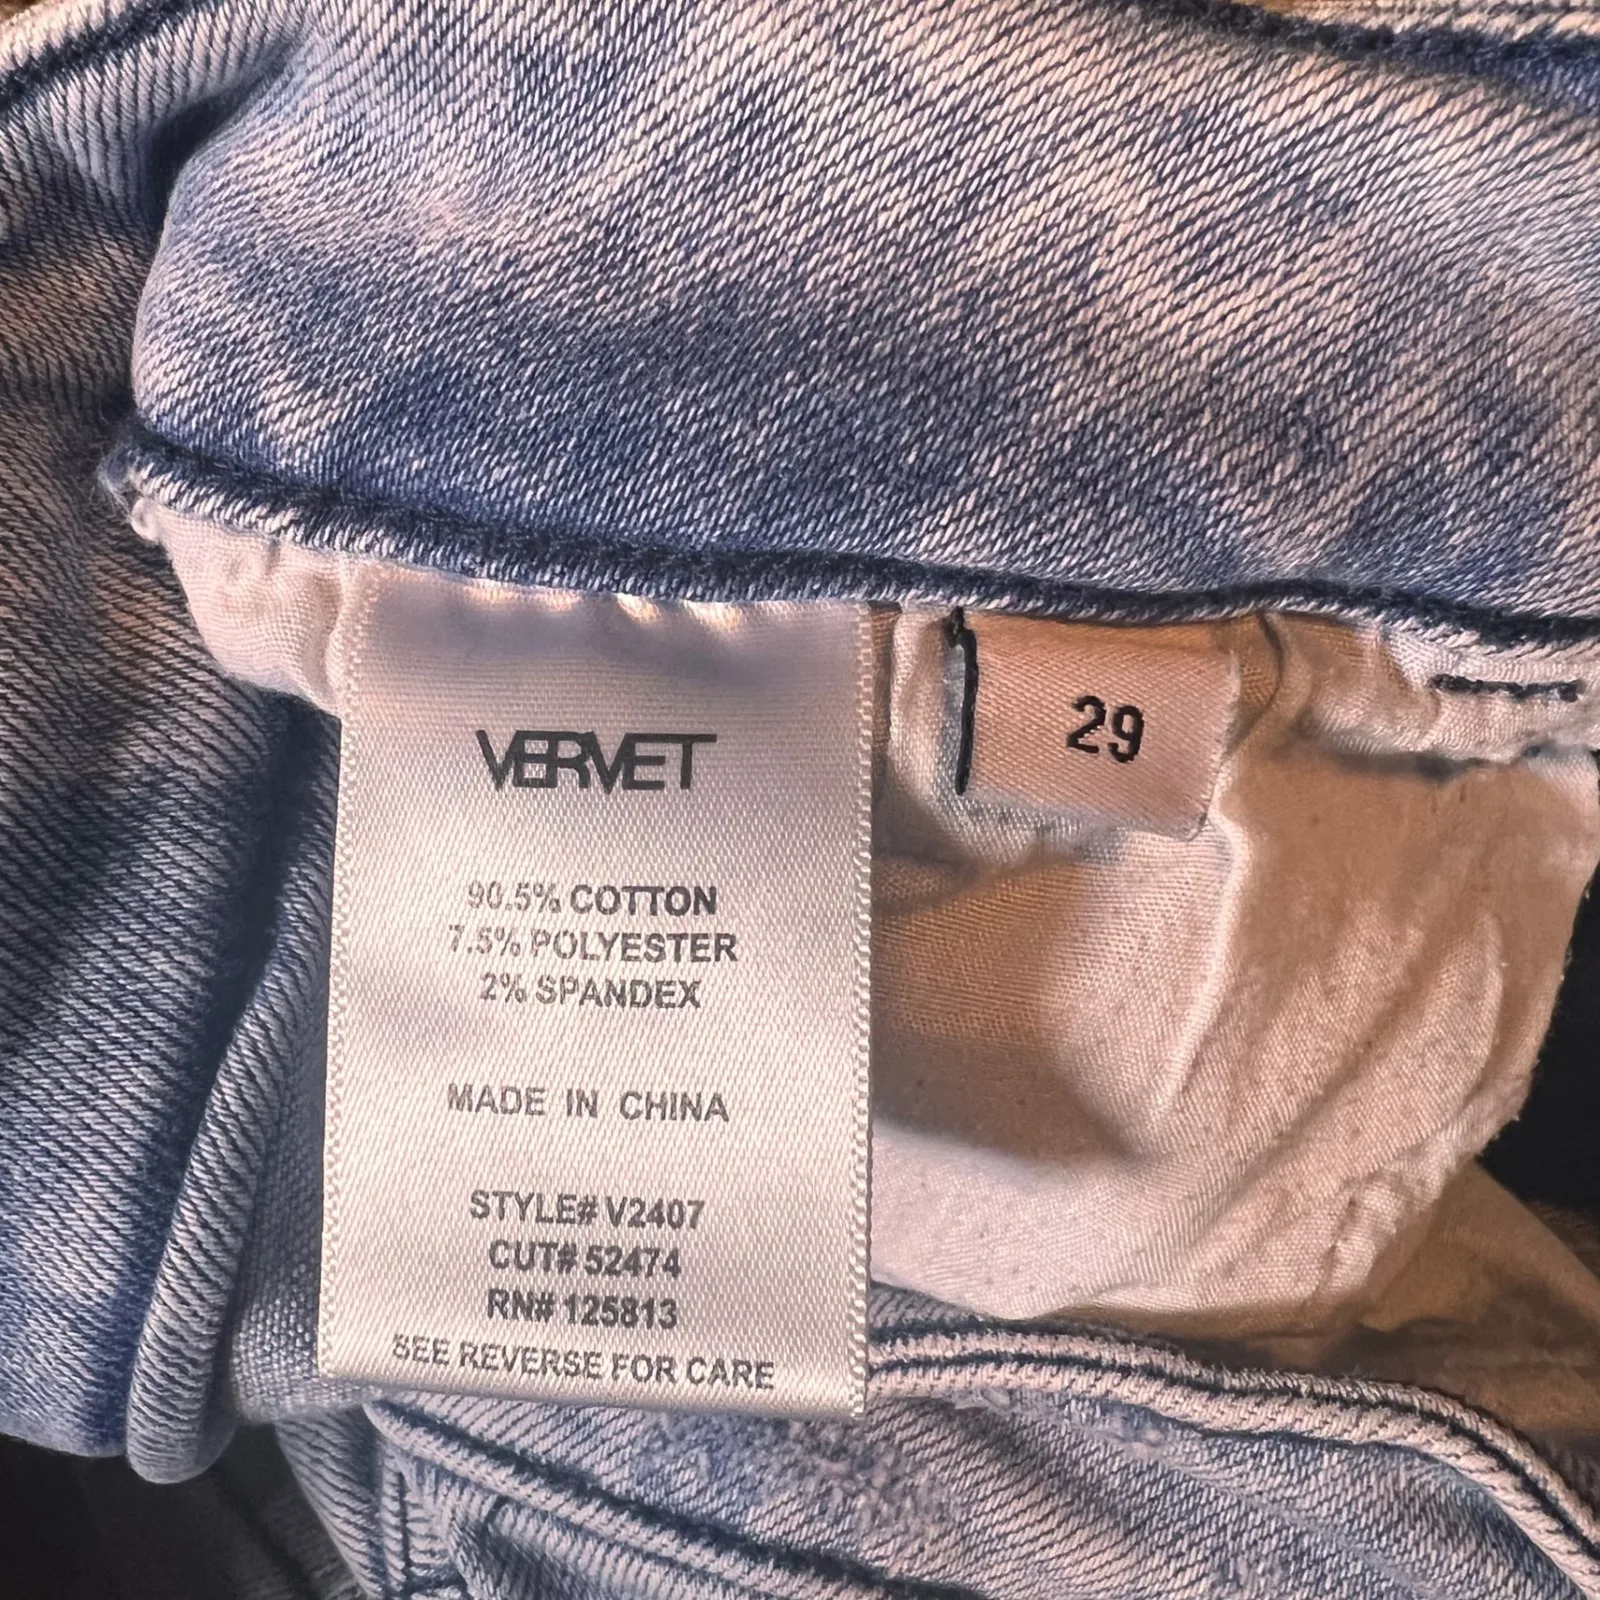 VERVET
29
90.5% COTTON
7.5% POLYESTER
2% SPANDEX
MADE IN CHINA
STYLE# V2407
CUT# 52474
RN# 125813
SEE REVERSE FOR CARE